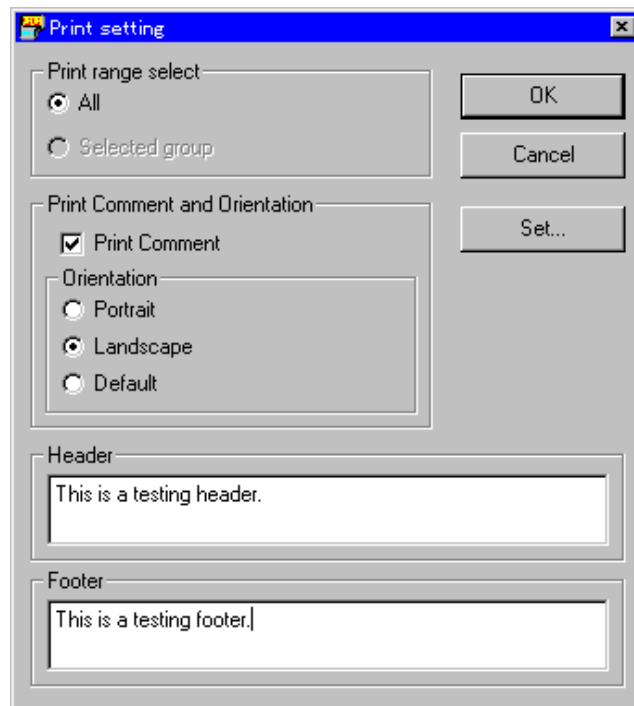 Print setting
Print range select
All
Selected group
OK
Cancel
Print Comment and Orientation
Print Comment
Set...
Orientation
Portrait
Landscape
Default
Header
This is a testing header.
Footer
This is a testing footer.